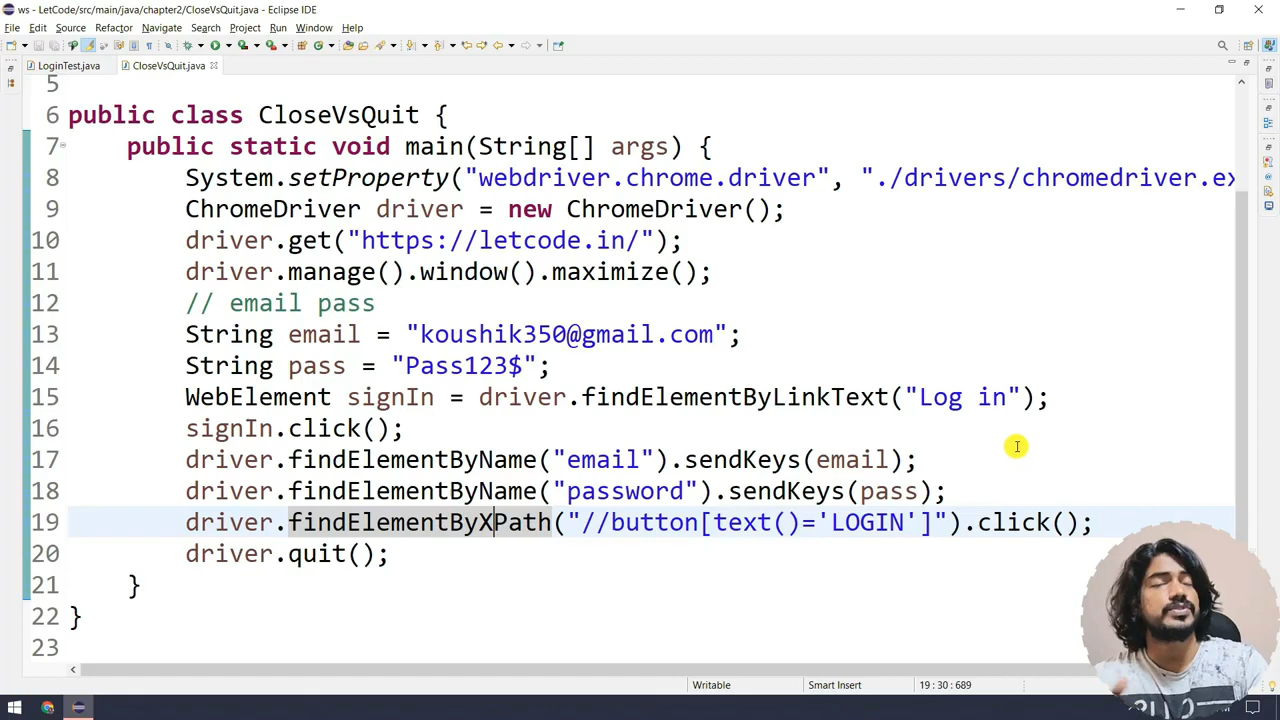 ws - LetCode/src/main/java/chapter2/CloseVsQuit.java - Eclipse IDE
File Edit Source Refactor Navigate Search Project Run Window Help
LoginTest.java CloseVsQuit.java
5
6 public class CloseVsQuit {
7 public static void main(String[] args) {
8 System.setProperty("webdriver.chrome.driver", "./drivers/chromedriver.ex
9 ChromeDriver driver = new ChromeDriver();
10 driver.get("https://letcode.in/");
11 driver.manage().window().maximize();
12 // email pass
13 String email = "koushik350@gmail.com";
14 String pass = "Pass123$";
15 WebElement signIn = driver.findElementByLinkText("Log in");
16 signIn.click();
17 driver.findElementByName("email").sendKeys(email);
18 driver.findElementByName("password").sendKeys(pass);
19 driver.findElementByXPath("//button[text()='LOGIN']").click();
20 driver.quit();
21 }
22 }
23
Writable Smart Insert 19 : 30 : 689